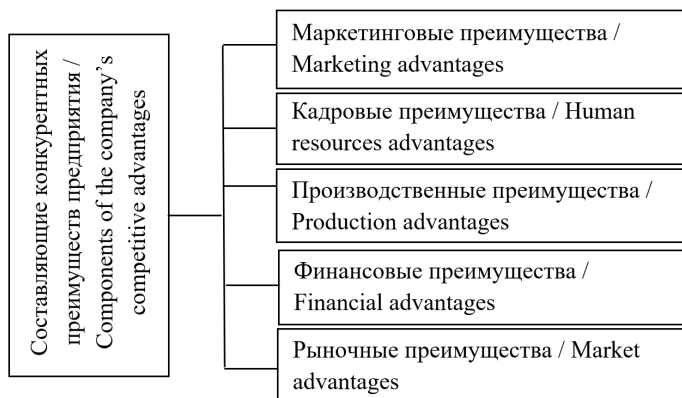 Составляющие конкурентных
преимуществ предприятия /
Components of the company’s
competitive advantages
Маркетинговые преимущества /
Marketing advantages
Кадровые преимущества / Human
resources advantages
Производственные преимущества /
Production advantages
Финансовые преимущества /
Financial advantages
Рыночные преимущества / Market
advantages